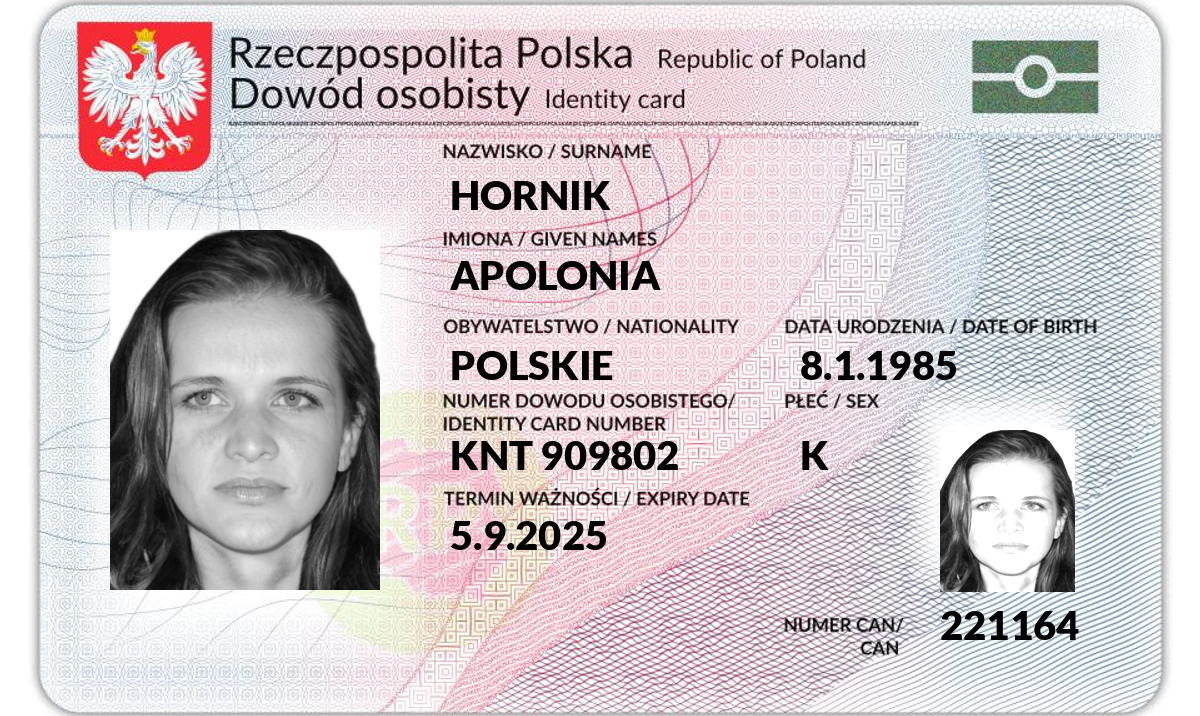 Rzeczpospolita Polska Republic of Poland
Dowód osobisty Identity card
NAZWISKO / SURNAME
HORNIK
IMIONA / GIVEN NAMES
APOLONIA
OBYWATELSTWO / NATIONALITY DATA URODZENIA / DATE OF BIRTH
POLSKIE 8.1.1985
NUMER DOWODU OSOBISTEGO/ PŁEĆ / SEX
IDENTITY CARD NUMBER
KNT 909802 K
TERMIN WAŻNOŚCI / EXPIRY DATE
5.9.2025
NUMER CAN/ 221164
CAN